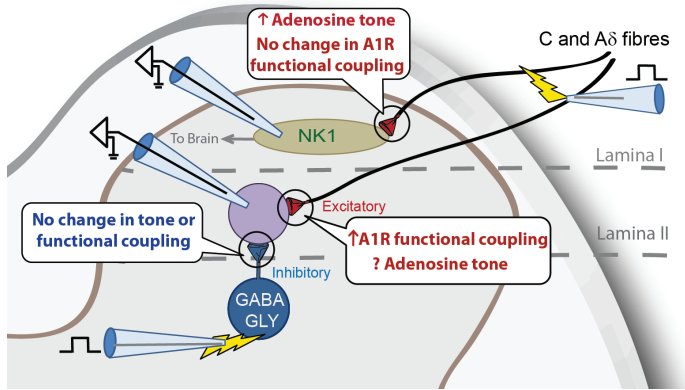 ↑ Adenosine tone
No change in A1R
functional coupling
C and Aδ fibres
NK1
To Brain
Lamina I
Excitatory
No change in tone or
functional coupling
↑A1R functional coupling
? Adenosine tone
Lamina II
Inhibitory
GABA
GLY